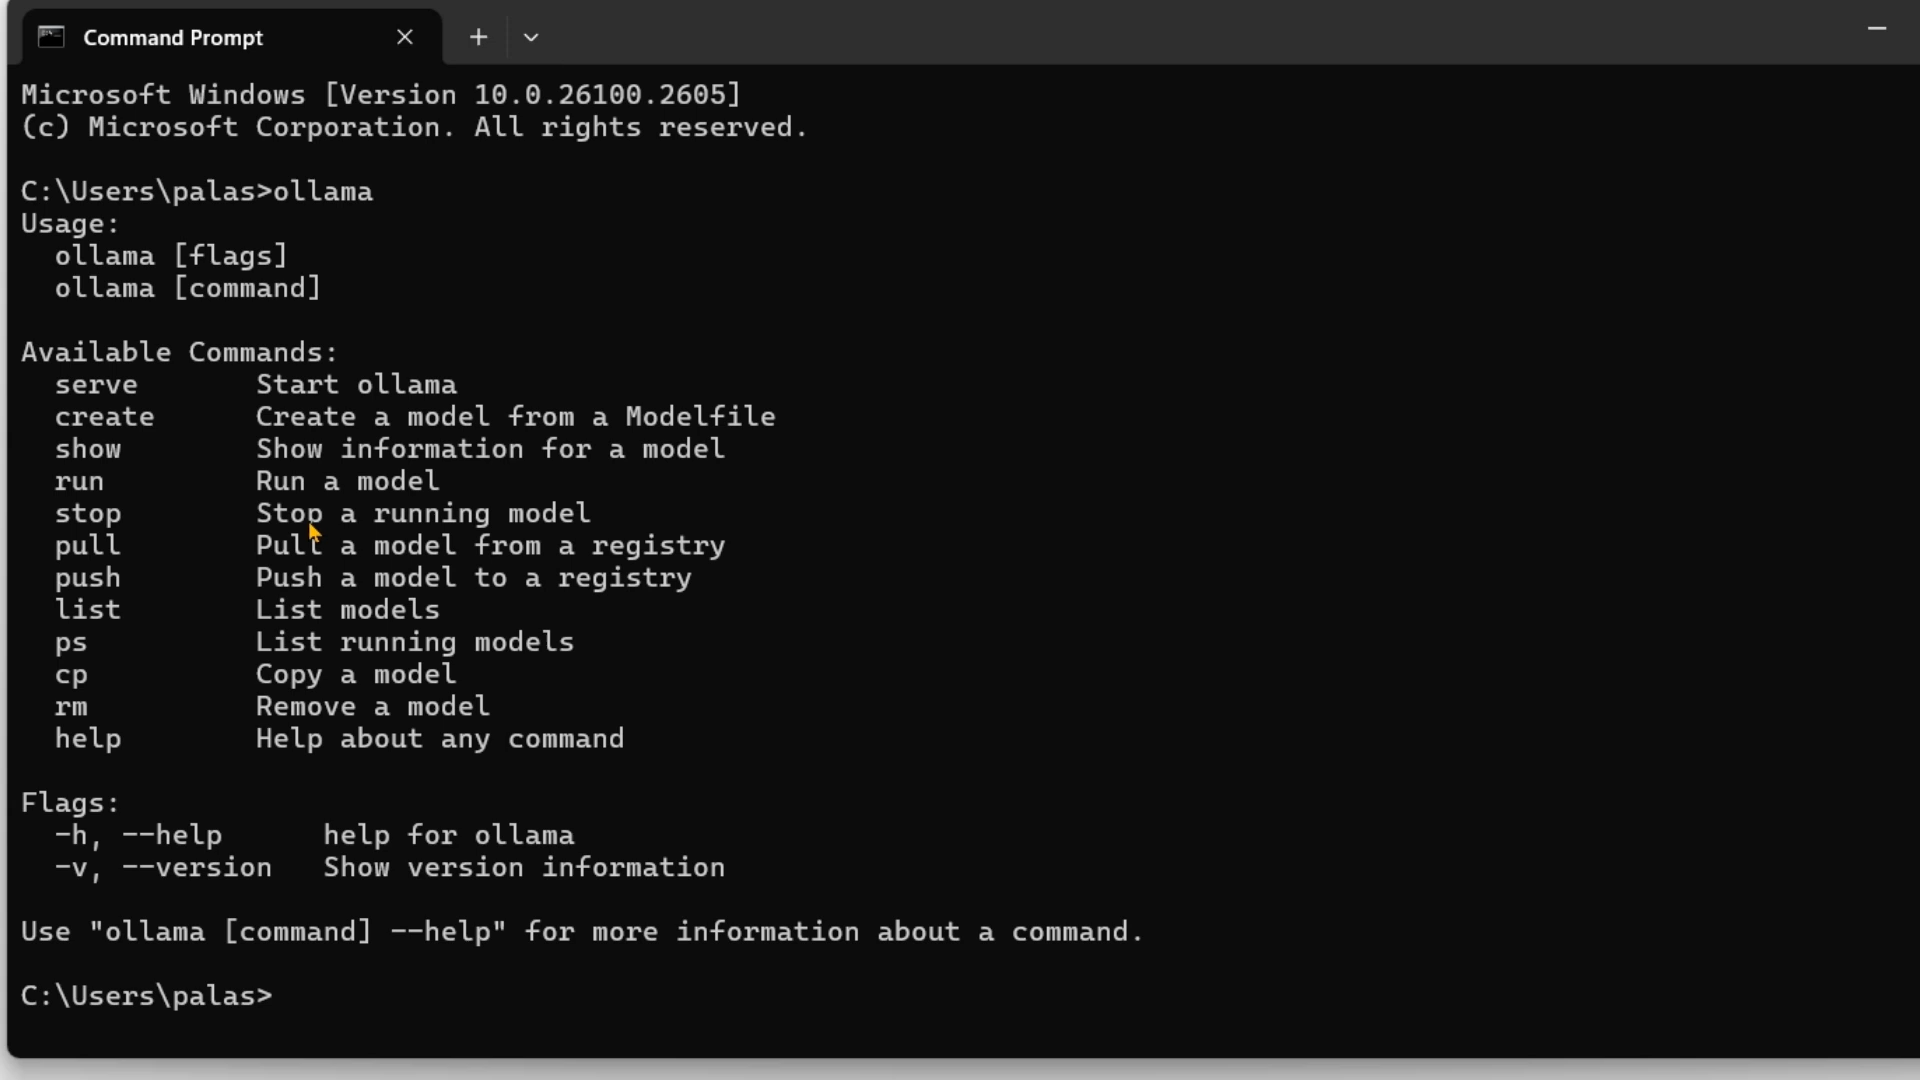 Command Prompt
Microsoft Windows [Version 10.0.26100.2605]
(c) Microsoft Corporation. All rights reserved.
C:\Users\palas>ollama
Usage:
  ollama [flags]
  ollama [command]
Available Commands:
  serve       Start ollama
  create      Create a model from a Modelfile
  show        Show information for a model
  run         Run a model
  stop        Stop a running model
  pull        Pull a model from a registry
  push        Push a model to a registry
  list        List models
  ps          List running models
  cp          Copy a model
  rm          Remove a model
  help        Help about any command
Flags:
  -h, --help      help for ollama
  -v, --version   Show version information
Use "ollama [command] --help" for more information about a command.
C:\Users\palas>